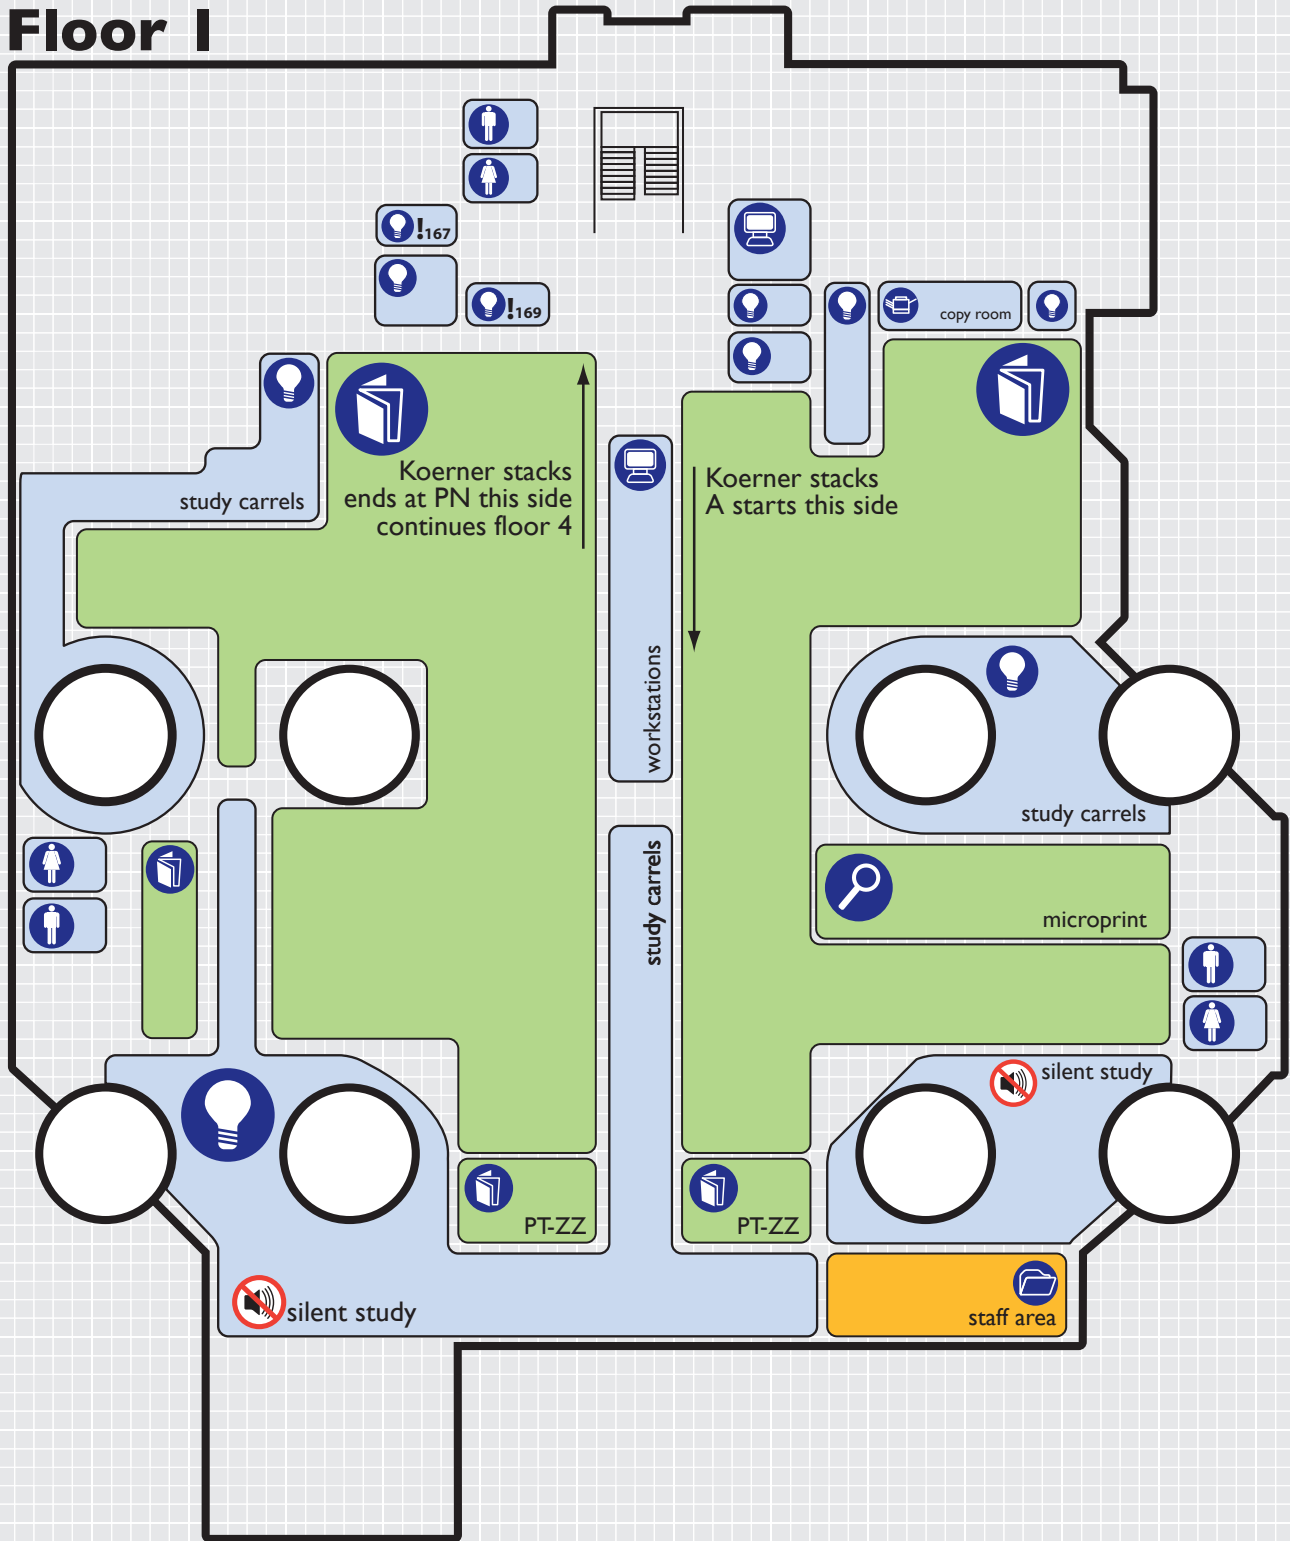 Floor 1
!167
!169
copy room
Koerner stacks
ends at PN this side
continues floor 4
Koerner stacks
A starts this side
study carrels
workstations
study carrels
study carrels
microprint
silent study
PT-ZZ
PT-ZZ
silent study
staff area